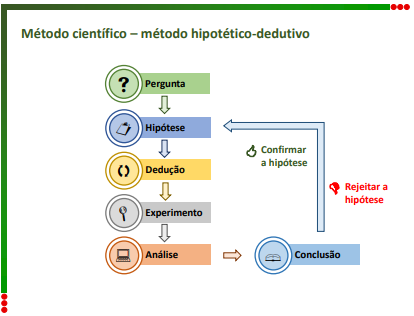 Método científico – método hipotético-dedutivo
? Pergunta
Hipótese
Dedução
Experimento
Análise
Conclusão
Confirmar
a hipótese
Rejeitar a
hipótese